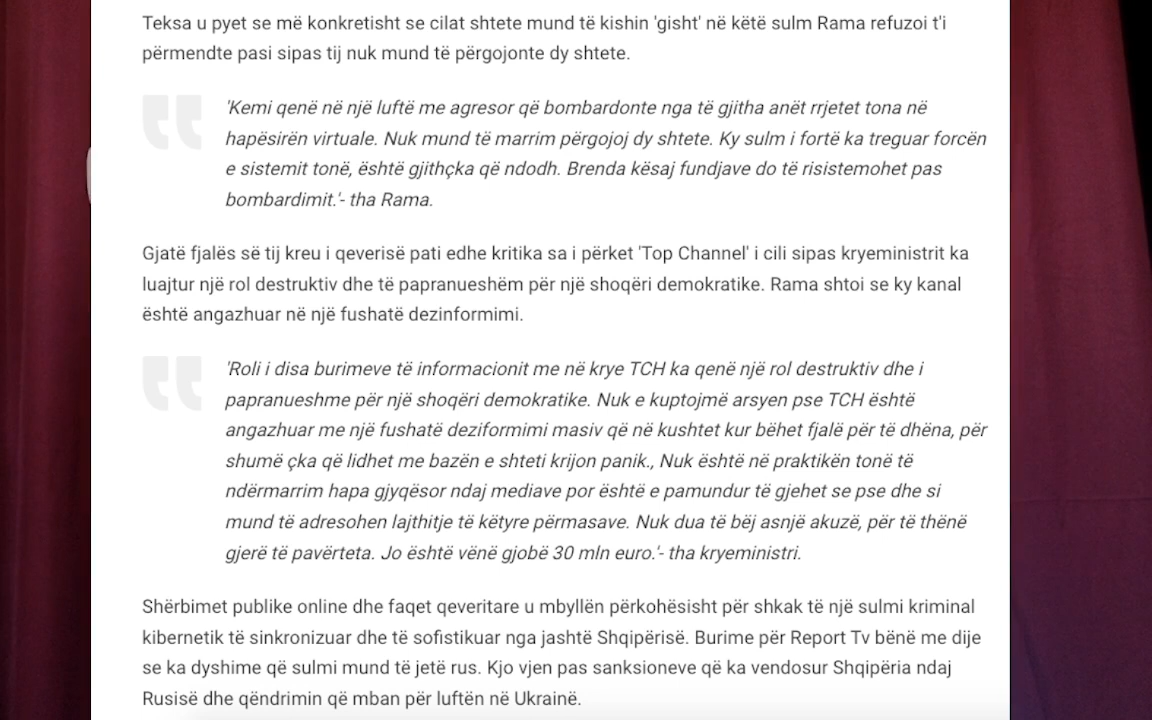 Teksa u pyet se më konkretisht se cilat shtete mund të kishin 'gisht' në këtë sulm Rama refuzoi t'i
përmendte pasi sipas tij nuk mund të përgojonte dy shtete.
'Kemi qenë në një luftë me agresor që bombardonte nga të gjitha anët rrjetet tona në
hapësirën virtuale. Nuk mund të marrim përgojoj dy shtete. Ky sulm i fortë ka treguar forcën
e sistemit tonë, është gjithçka që ndodh. Brenda kësaj fundjave do të risistemohet pas
bombardimit.'- tha Rama.
Gjatë fjalës së tij kreu i qeverisë pati edhe kritika sa i përket 'Top Channel' i cili sipas kryeministrit ka
luajtur një rol destruktiv dhe të papranueshëm për një shoqëri demokratike. Rama shtoi se ky kanal
është angazhuar në një fushatë dezinformimi.
'Roli i disa burimeve të informacionit me në krye TCH ka qenë një rol destruktiv dhe i
papranueshme për një shoqëri demokratike. Nuk e kuptojmë arsyen pse TCH është
angazhuar me një fushatë deziformimi masiv që në kushtet kur bëhet fjalë për të dhëna, për
shumë çka që lidhet me bazën e shteti krijon panik., Nuk është në praktikën tonë të
ndërmarrim hapa gjyqësor ndaj mediave por është e pamundur të gjehet se pse dhe si
mund të adresohen lajthitje të këtyre përmasave. Nuk dua të bëj asnjë akuzë, për të thënë
gjerë të pavërteta. Jo është vënë gjobë 30 mln euro.'- tha kryeministri.
Shërbimet publike online dhe faqet qeveritare u mbyllën përkohësisht për shkak të një sulmi kriminal
kibernetik të sinkronizuar dhe të sofistikuar nga jashtë Shqipërisë. Burime për Report Tv bënë me dije
se ka dyshime që sulmi mund të jetë rus. Kjo vjen pas sanksioneve që ka vendosur Shqipëria ndaj
Rusisë dhe qëndrimin që mban për luftën në Ukrainë.